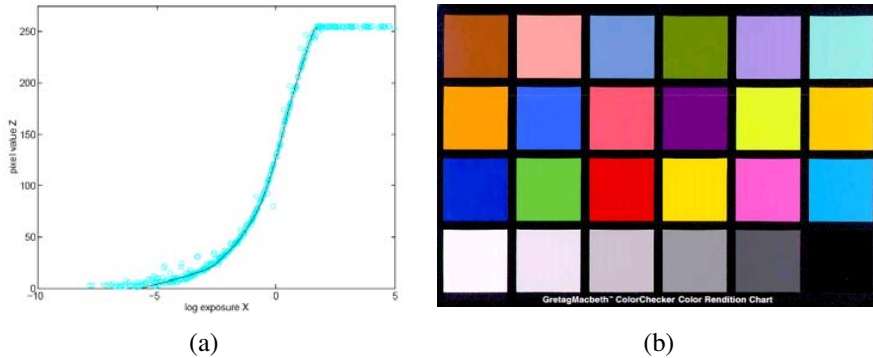 250
200
150
100
50
0
pixel value Z
−10
−5
0
5
log exposure X
GretagMacbeth™ ColorChecker Color Rendition Chart
(a)
(b)